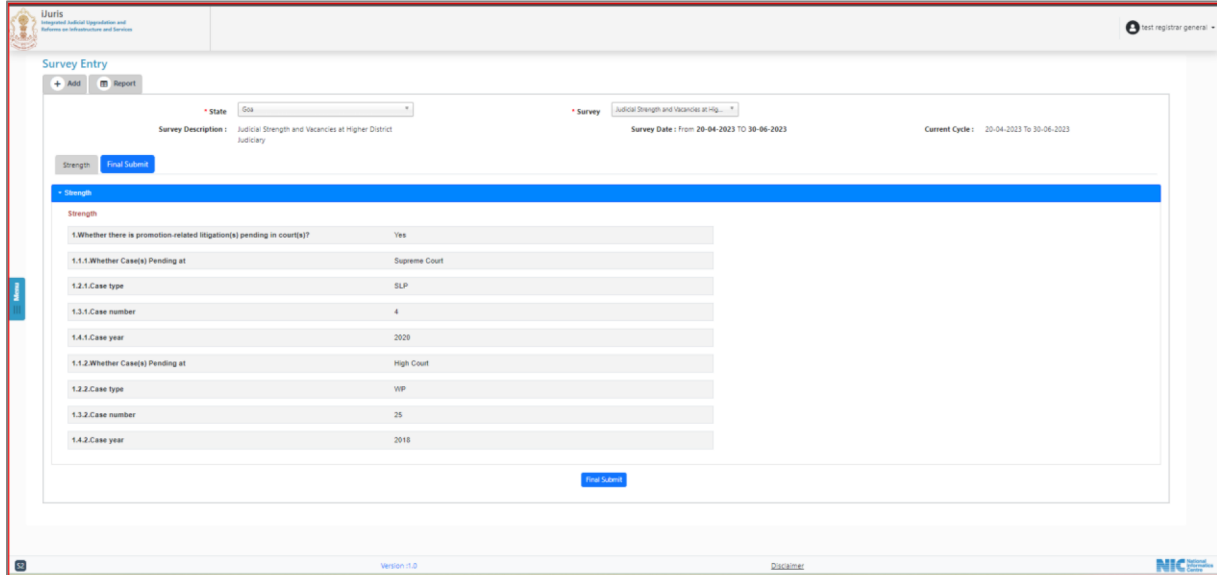 iJuris
Integrated Judicial Upgradation and
Reforms on Infrastructure and Services
test registrar general
Survey Entry
Add Report
* State Goa * Survey Judicial Strength and Vacancies at Hig...
Survey Description : Judicial Strength and Vacancies at Higher District Survey Date : From 20-04-2023 TO 30-06-2023 Current Cycle : 20-04-2023 To 30-06-2023
Judiciary
Strength Final Submit
Strength
Strength
1.Whether there is promotion-related litigation(s) pending in court(s)? Yes
1.1.1.Whether Case(s) Pending at Supreme Court
1.2.1.Case type SLP
1.3.1.Case number 4
1.4.1.Case year 2020
1.1.2.Whether Case(s) Pending at High Court
1.2.2.Case type WP
1.3.2.Case number 25
1.4.2.Case year 2018
Final Submit
Menu
52 Version :1.0 Disclaimer NIC National
Informatics
Centre